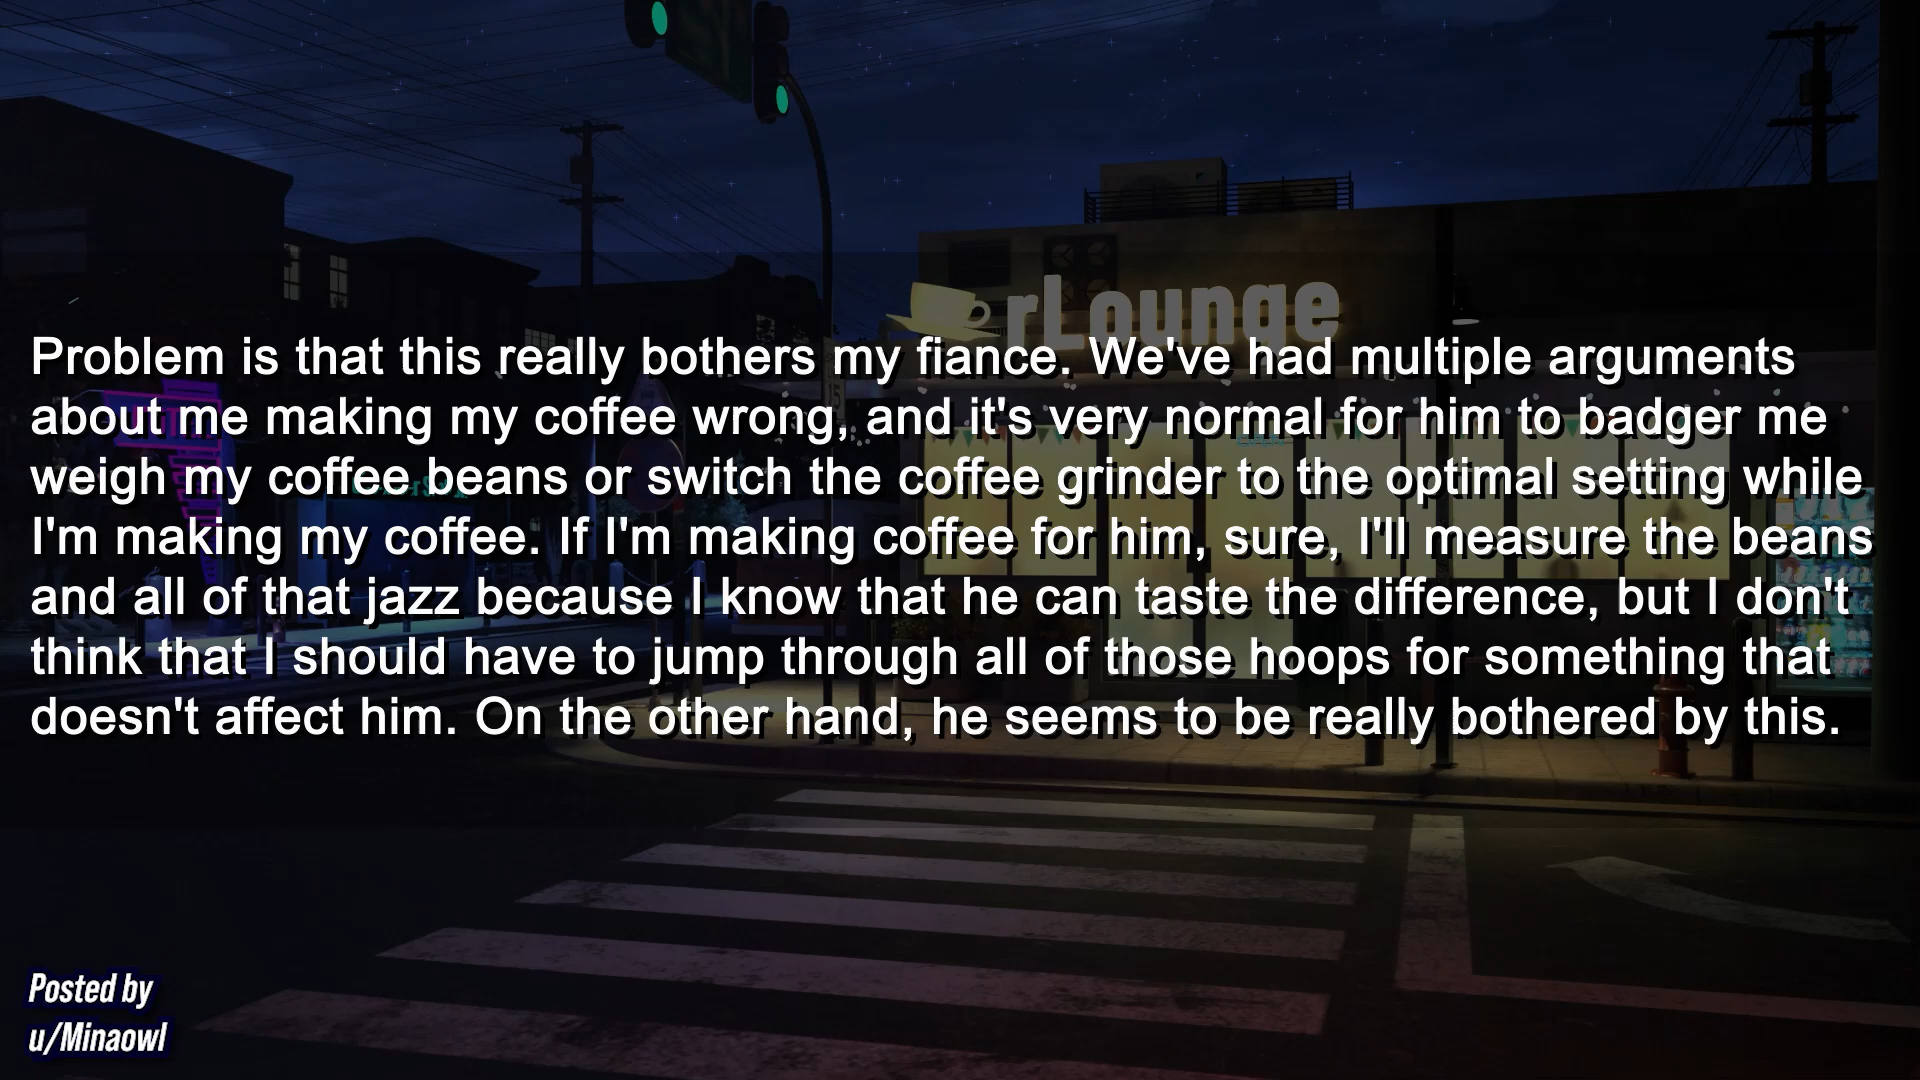 rLounge
Problem is that this really bothers my fiance. We've had multiple arguments
about me making my coffee wrong, and it's very normal for him to badger me
weigh my coffee beans or switch the coffee grinder to the optimal setting while
I'm making my coffee. If I'm making coffee for him, sure, I'll measure the beans
and all of that jazz because I know that he can taste the difference, but I don't
think that I should have to jump through all of those hoops for something that
doesn't affect him. On the other hand, he seems to be really bothered by this.
Posted by
u/Minaowl